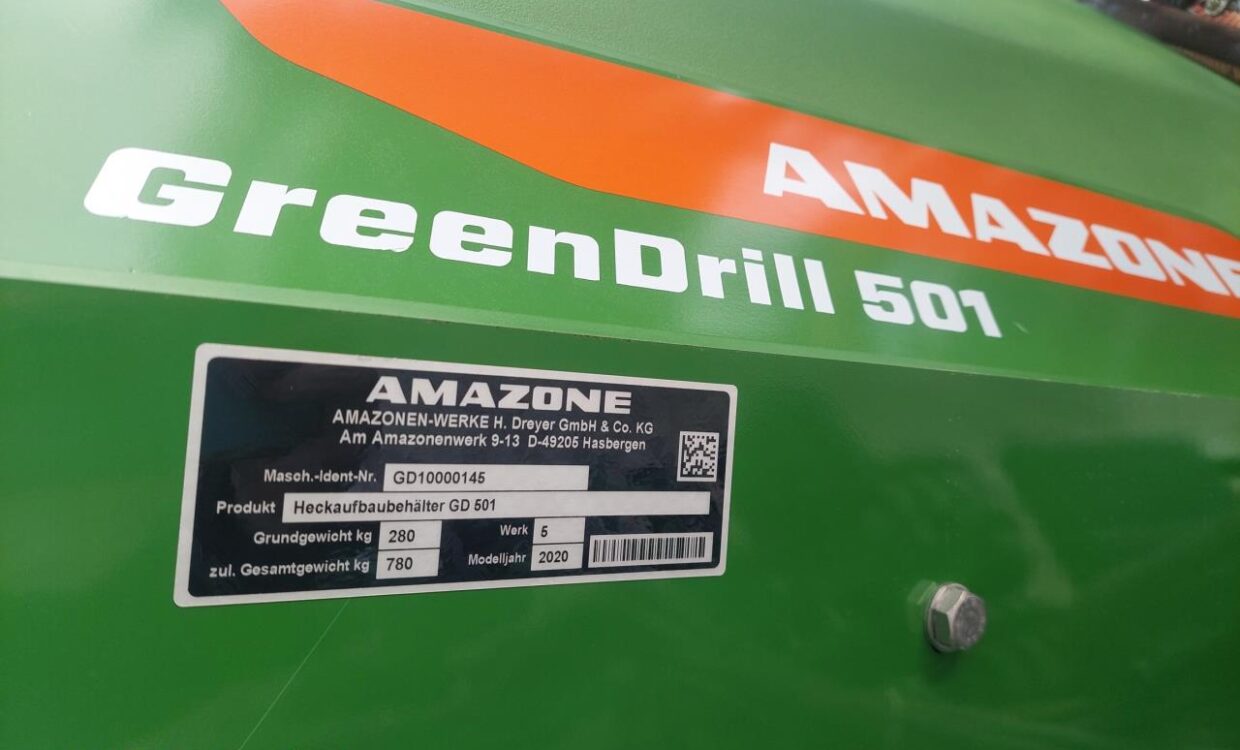 AMAZONE
GreenDrill 501
AMAZONE
AMAZONEN-WERKE H. Dreyer GmbH & Co. KG
Am Amazonenwerk 9-13 D-49205 Hasbergen
Masch.-Ident-Nr. GD10000145
Produkt Heckaufbaubehälter GD 501
Grundgewicht kg 280 Werk 5
zul. Gesamtgewicht kg 780 Modelljahr 2020